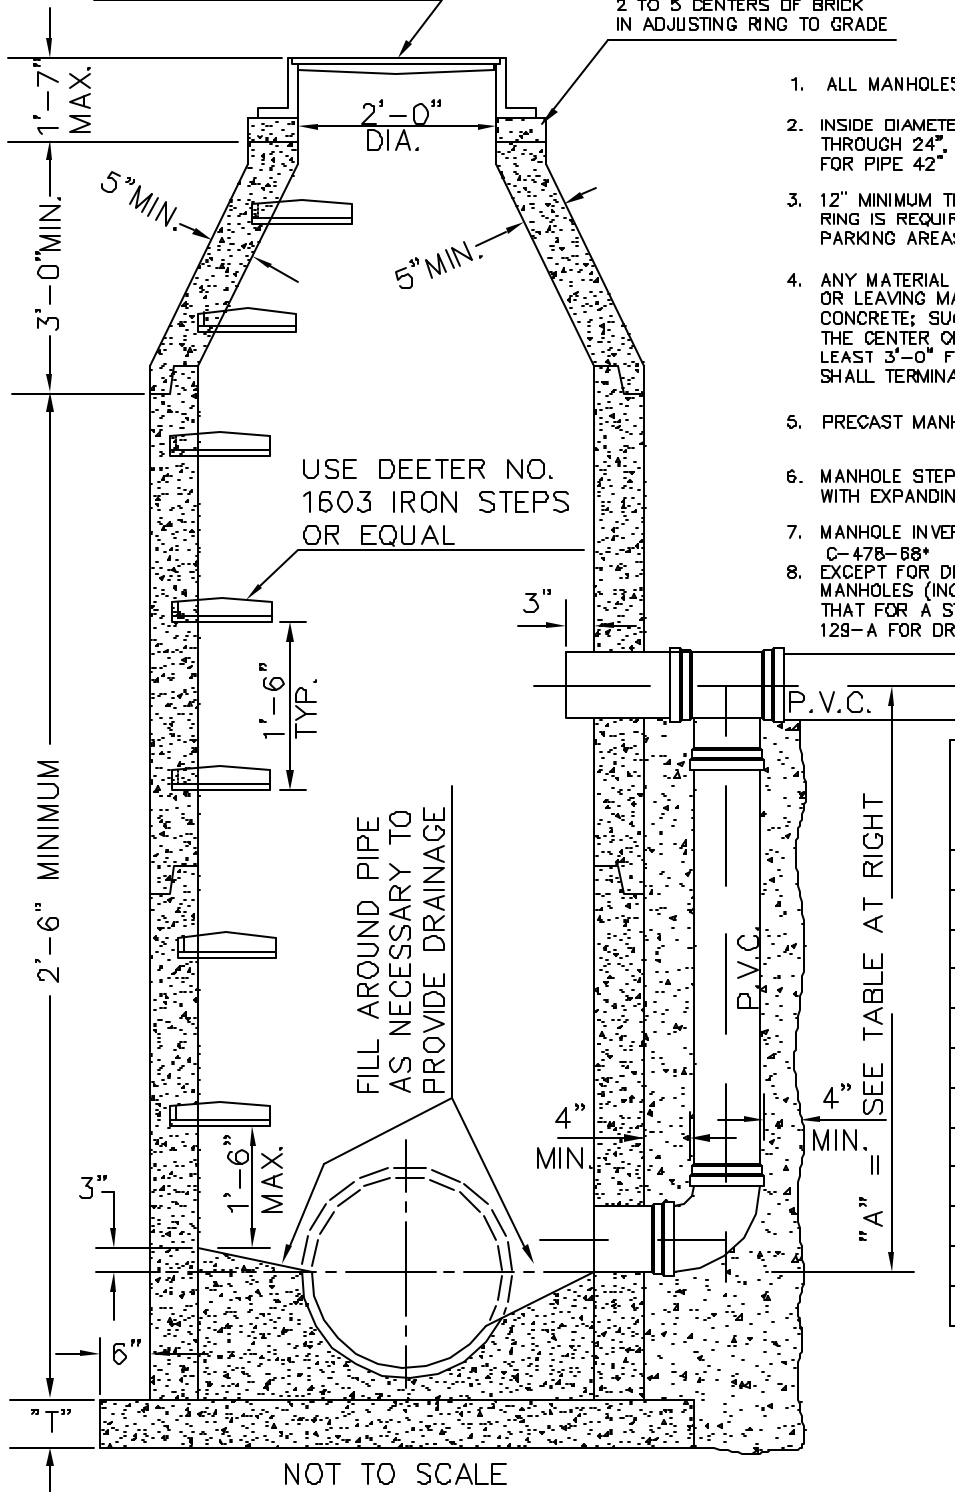 2 TO 5 CENTERS OF BRICK
IN ADJUSTING RING TO GRADE
1'-7"
MAX.
2'-0"
DIA.
5" MIN.
5" MIN.
3'-0" MIN.
1. ALL MANHOLES
2. INSIDE DIAMETE
THROUGH 24".
FOR PIPE 42"
3. 12" MINIMUM T
RING IS REQUIR
PARKING AREAS
4. ANY MATERIAL
OR LEAVING MA
CONCRETE; SU
THE CENTER O
LEAST 3'-0" F
SHALL TERMINA
5. PRECAST MAN
6. MANHOLE STEP
WITH EXPANDIN
7. MANHOLE INVE
C-478-68*
8. EXCEPT FOR D
MANHOLES (INC
THAT FOR A S
129-A FOR DR
USE DEETER NO.
1603 IRON STEPS
OR EQUAL
3"
1'-6"
TYP.
P.V.C.
2'-6" MINIMUM
FILL AROUND PIPE
AS NECESSARY TO
PROVIDE DRAINAGE
P.V.C.
"A" = SEE TABLE AT RIGHT
4"
MIN.
4"
MIN.
1'-6"
MAX.
3"
6"
"T"
NOT TO SCALE